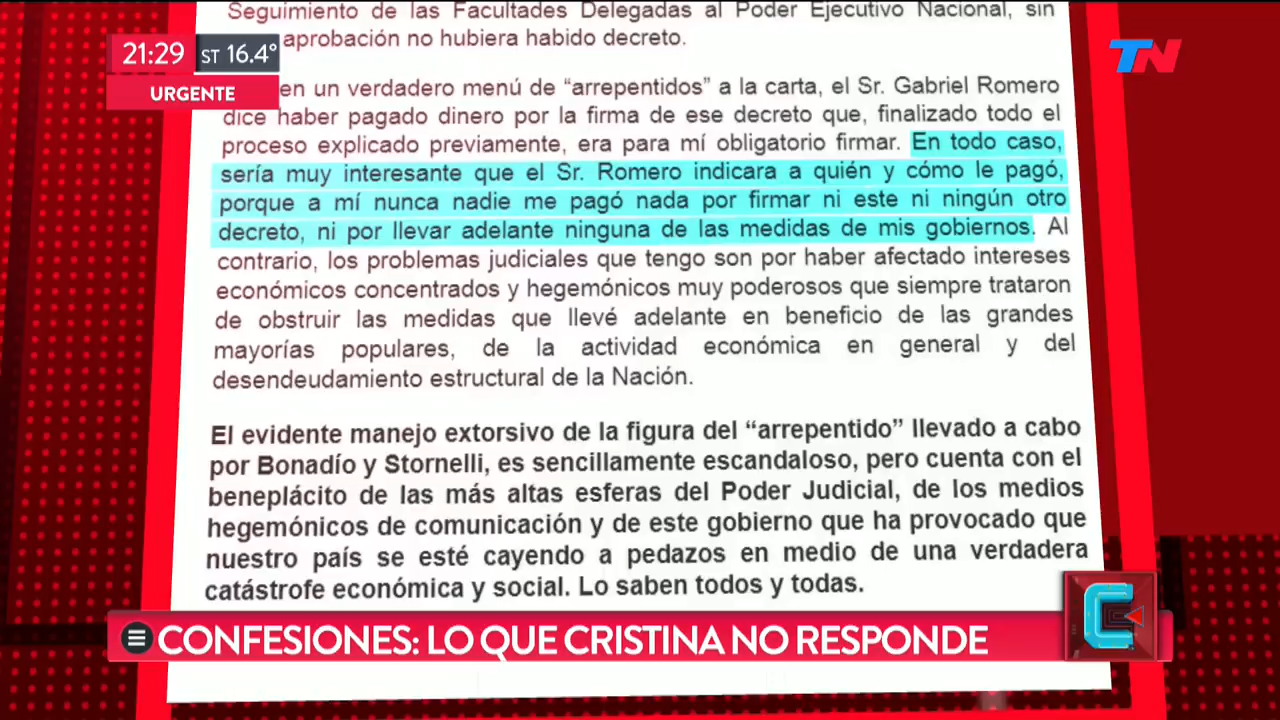 Seguimiento de las Facultades Delegadas al Poder Ejecutivo Nacional, sin
aprobación no hubiera habido decreto.
21:29 ST 16.4°
URGENTE
TN
en un verdadero menú de “arrepentidos” a la carta, el Sr. Gabriel Romero
dice haber pagado dinero por la firma de ese decreto que, finalizado todo el
proceso explicado previamente, era para mí obligatorio firmar. En todo caso,
sería muy interesante que el Sr. Romero indicara a quién y cómo le pagó,
porque a mí nunca nadie me pagó nada por firmar ni este ni ningún otro
decreto, ni por llevar adelante ninguna de las medidas de mis gobiernos. Al
contrario, los problemas judiciales que tengo son por haber afectado intereses
económicos concentrados y hegemónicos muy poderosos que siempre trataron
de obstruir las medidas que llevé adelante en beneficio de las grandes
mayorías populares, de la actividad económica en general y del
desendeudamiento estructural de la Nación.
El evidente manejo extorsivo de la figura del “arrepentido” llevado a cabo
por Bonadío y Stornelli, es sencillamente escandaloso, pero cuenta con el
beneplácito de las más altas esferas del Poder Judicial, de los medios
hegemónicos de comunicación y de este gobierno que ha provocado que
nuestro país se esté cayendo a pedazos en medio de una verdadera
catástrofe económica y social. Lo saben todos y todas.
CONFESIONES: LO QUE CRISTINA NO RESPONDE
C